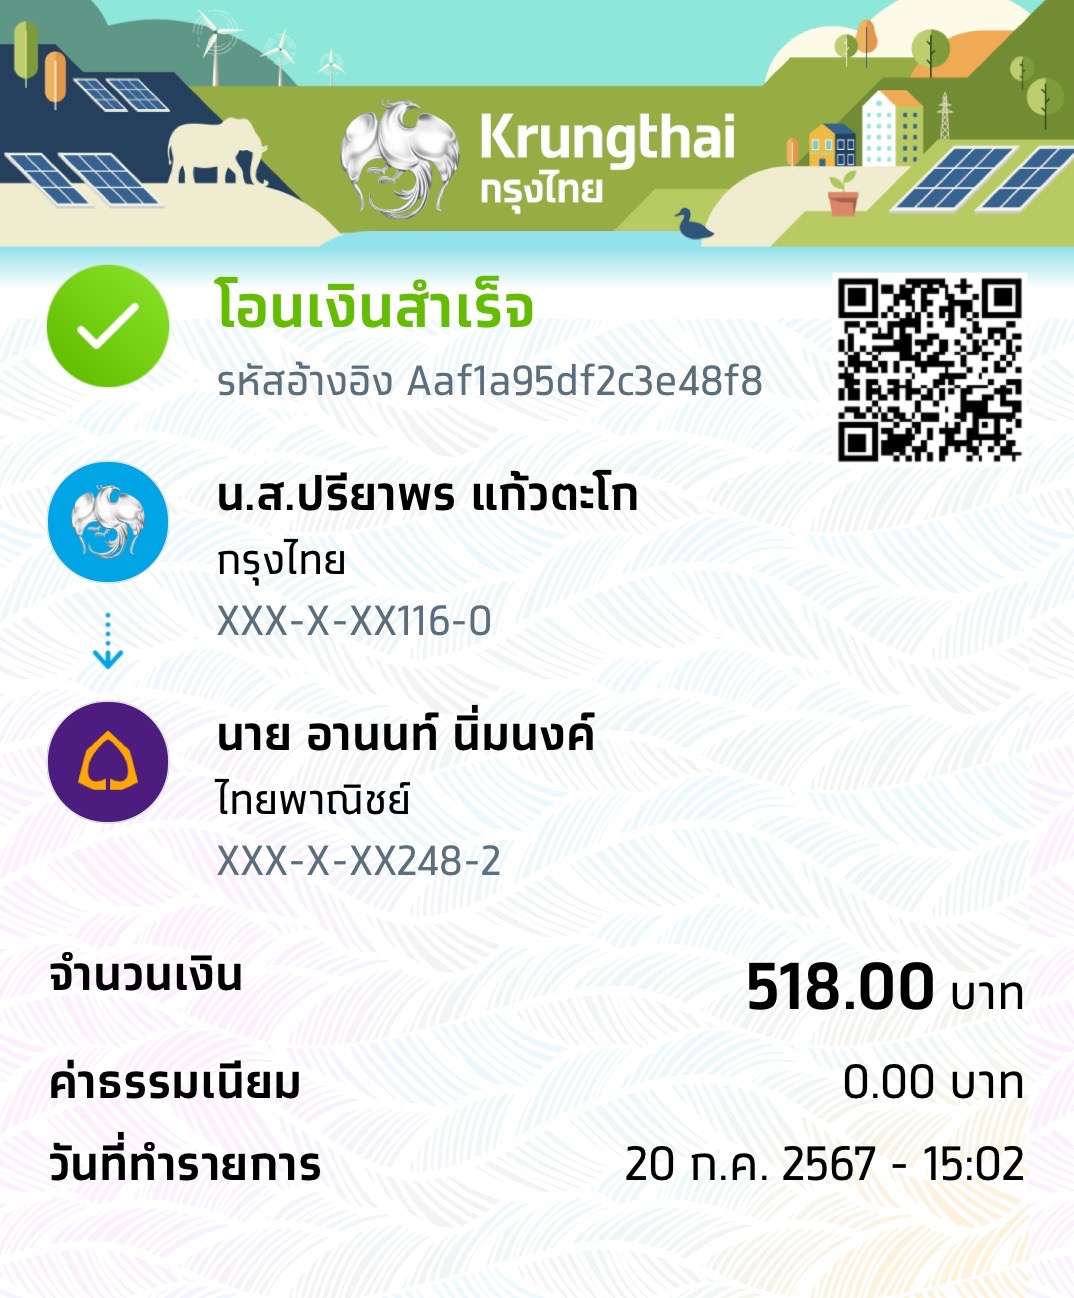 Krungthai
กรุงไทย
โอนเงินสำเร็จ
รหัสอ้างอิง Aaf1a95df2c3e48f8
น.ส.ปรียาพร แก้วตะโก
กรุงไทย
XXX-X-XX116-0
นาย อานนท์ นิ่มนงค์
ไทยพาณิชย์
XXX-X-XX248-2
จำนวนเงิน 518.00 บาท
ค่าธรรมเนียม 0.00 บาท
วันที่ทำรายการ 20 ก.ค. 2567 - 15:02